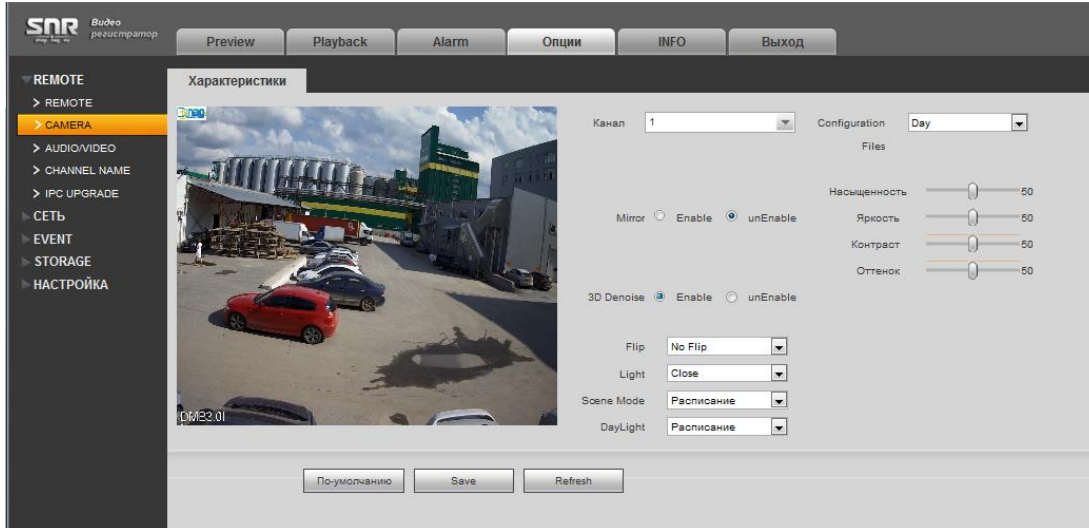 SNR
Видео
регистратор
Preview Playback Alarm Опции INFO Выход
REMOTE
REMOTE
CAMERA
AUDIO/VIDEO
CHANNEL NAME
IPC UPGRADE
СЕТЬ
EVENT
STORAGE
НАСТРОЙКА
Характеристики
nag
DMB2.0I
Канал 1
Configuration Files Day
Mirror Enable unEnable
3D Denoise Enable unEnable
Flip No Flip
Light Close
Scene Mode Расписание
DayLight Расписание
Насыщенность 50
Яркость 50
Контраст 50
Оттенок 50
По-умолчанию Save Refresh